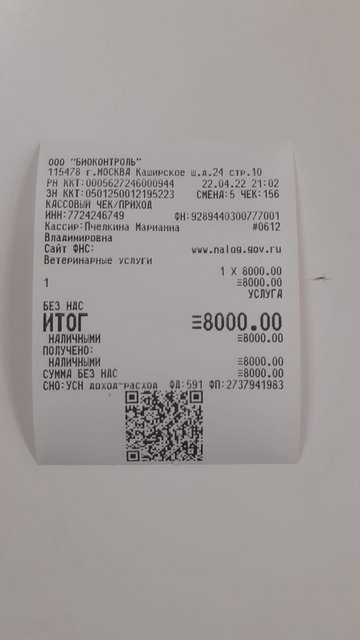 ООО "БИОКОНТРОЛЬ"
115478 г.МОСКВА Каширское ш.д.24 стр.10
РН ККТ:0005627246000944 22.04.22 21:02
ЗН ККТ:0501250012195223 СМЕНА:5 ЧЕК:156
КАССОВЫЙ ЧЕК/ПРИХОД
ИНН:7724246749 ФН:9289440300777001
Кассир:Пчелкина Марианна #0612
Владимировна
Сайт ФНС: www.nalog.gov.ru
Ветеринарные услуги
1 X 8000.00
1 =8000.00
УСЛУГА
БЕЗ НДС
ИТОГ =8000.00
НАЛИЧНЫМИ =8000.00
ПОЛУЧЕНО:
НАЛИЧНЫМИ =8000.00
СУММА БЕЗ НДС =8000.00
СНО:УСН доход-расход ФД:591 ФП:2737941983